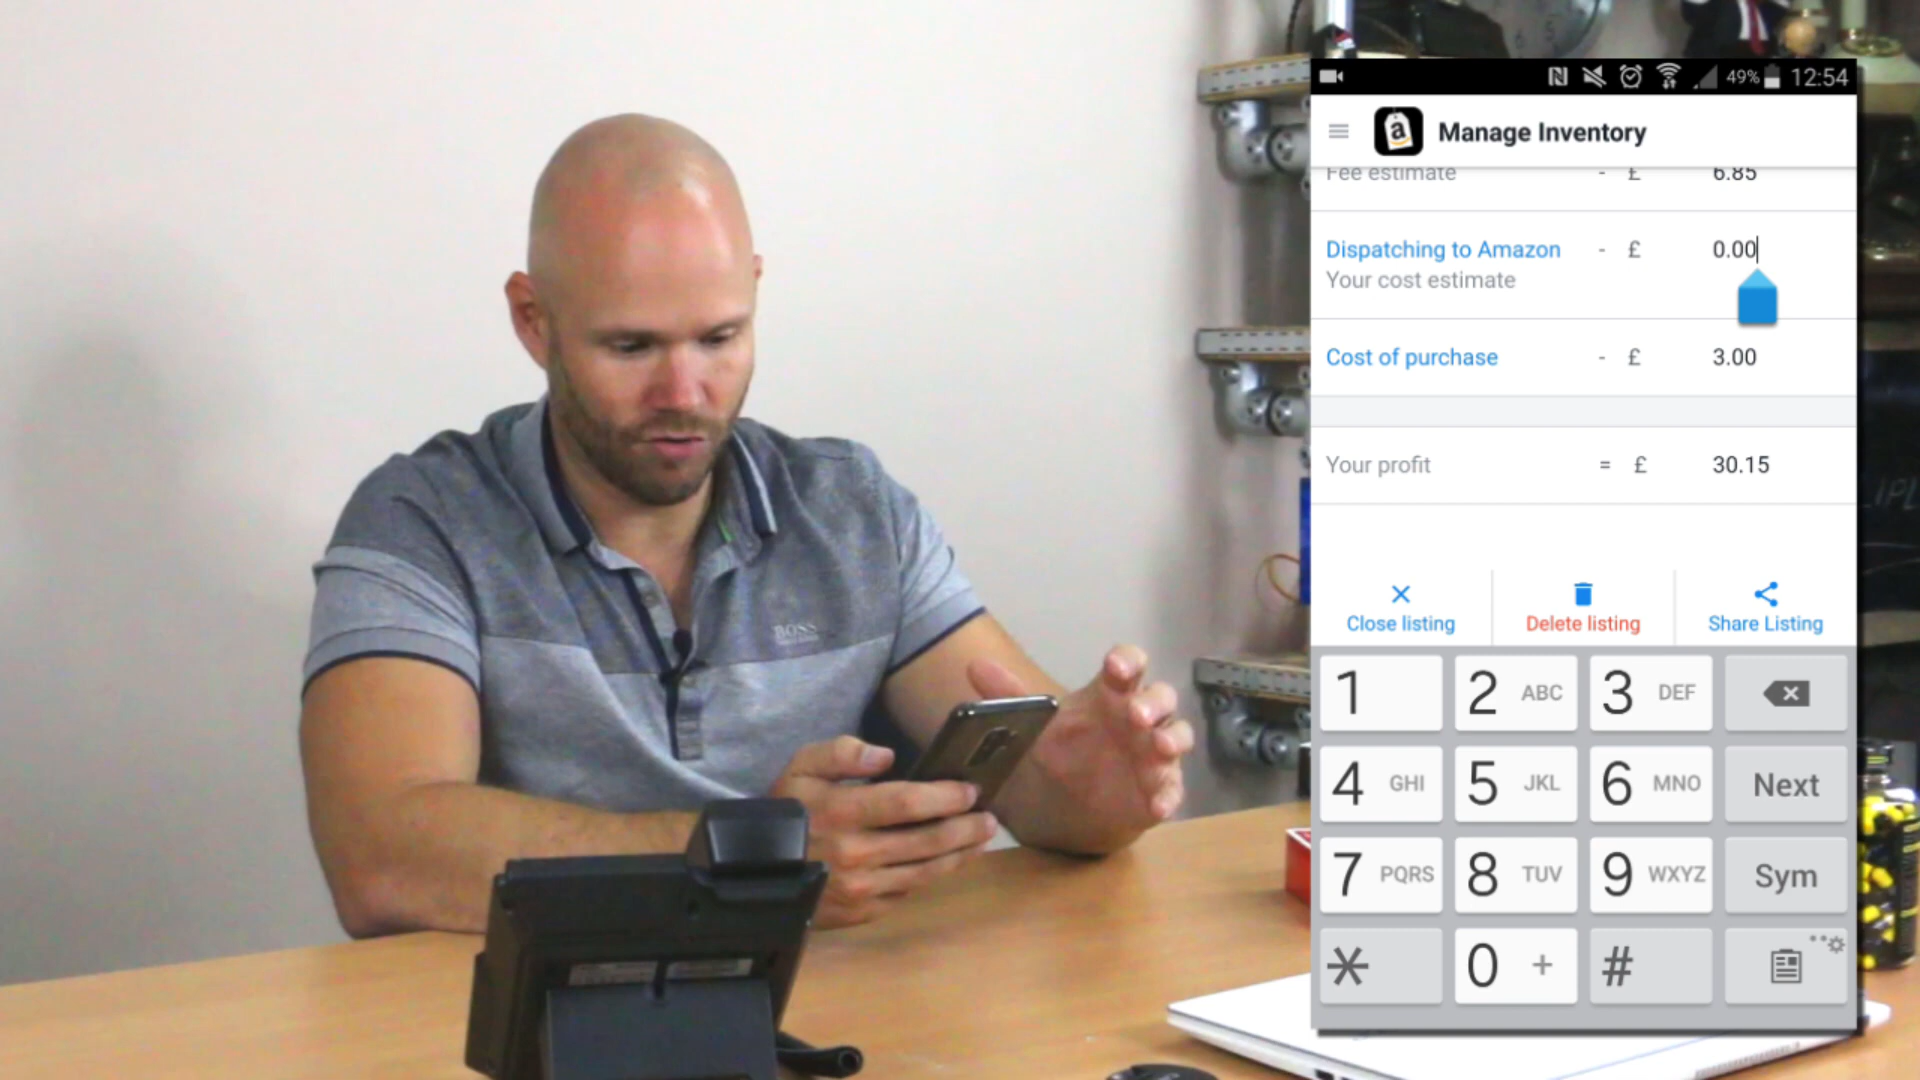 49% 12:54
a Manage Inventory
Fee estimate - £ 6.85
Dispatching to Amazon - £ 0.00
Your cost estimate
Cost of purchase - £ 3.00
Your profit = £ 30.15
Close listing Delete listing Share Listing
1 2 ABC 3 DEF
4 GHI 5 JKL 6 MNO Next
7 PQRS 8 TUV 9 WXYZ Sym
* 0 + #
BOSS